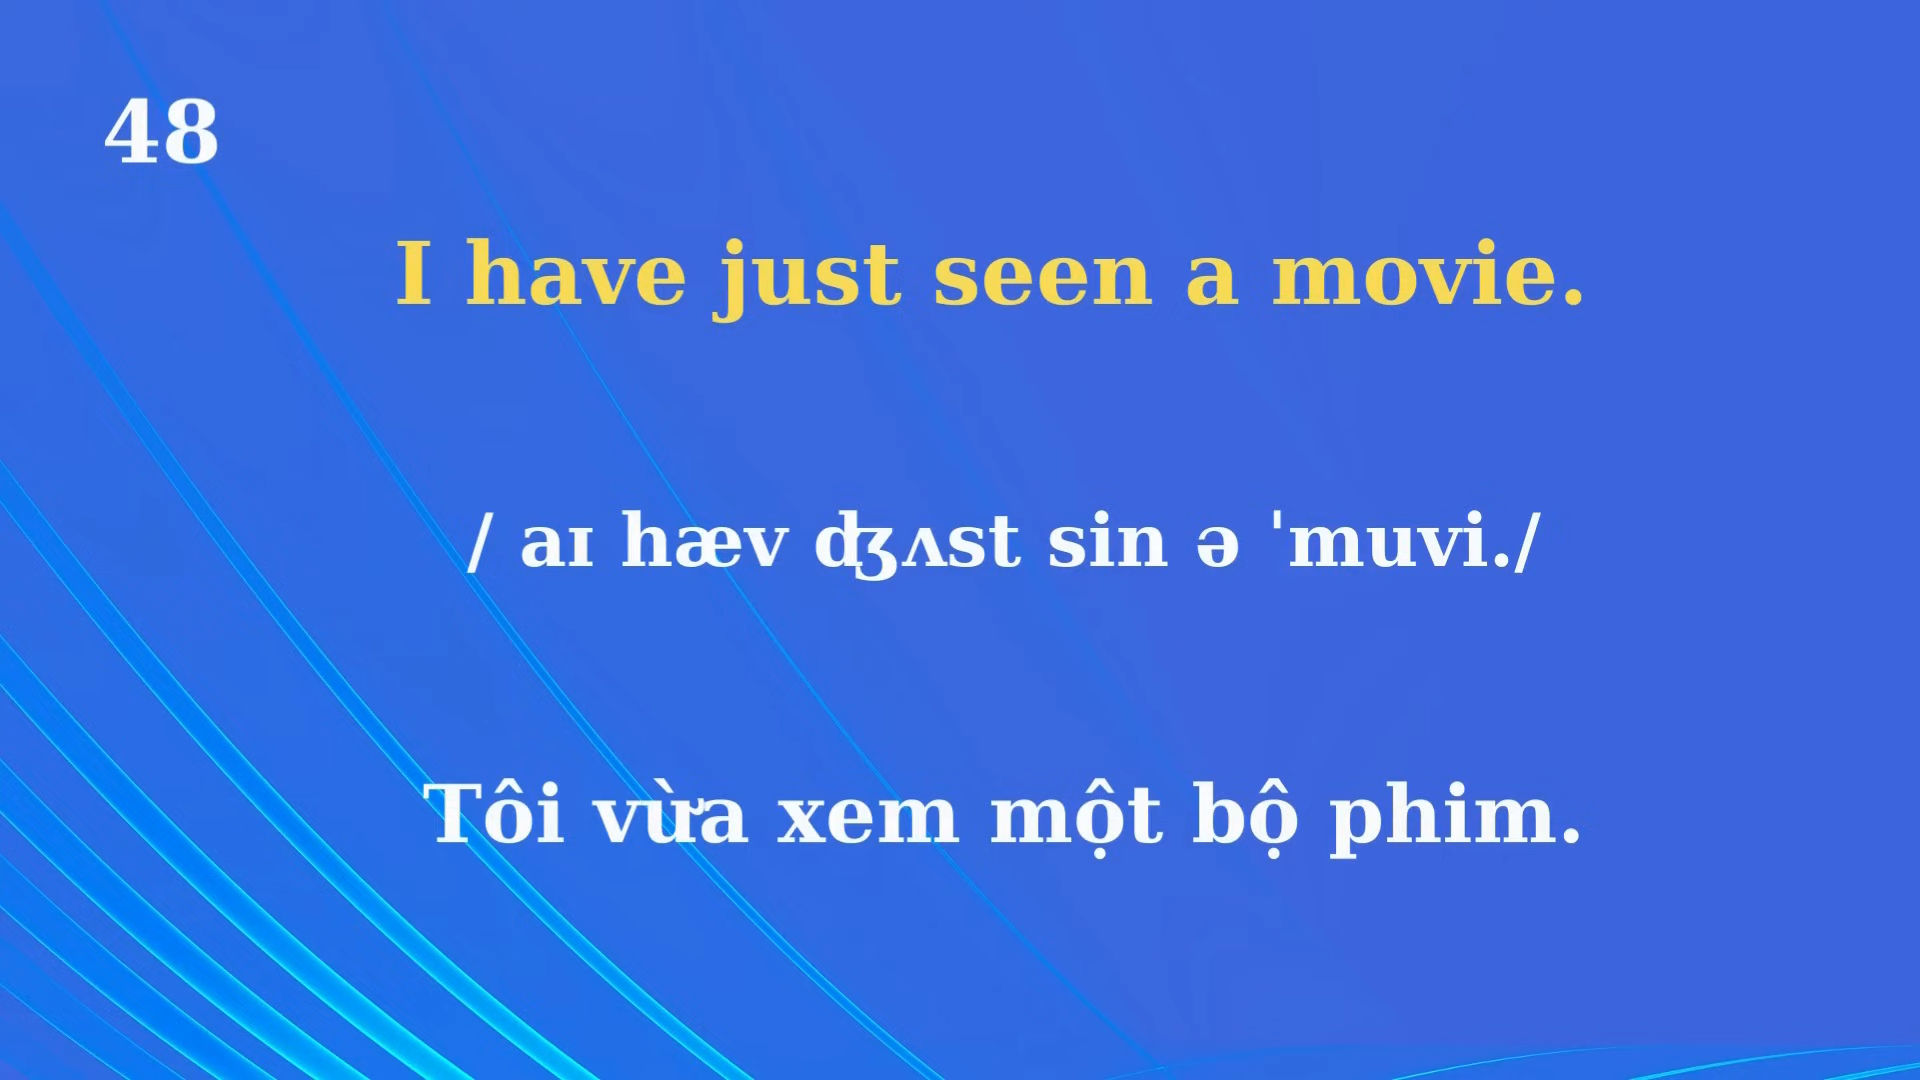 48
I have just seen a movie.
/ aɪ hæv ʤʌst sin ə ˈmuvi./
Tôi vừa xem một bộ phim.